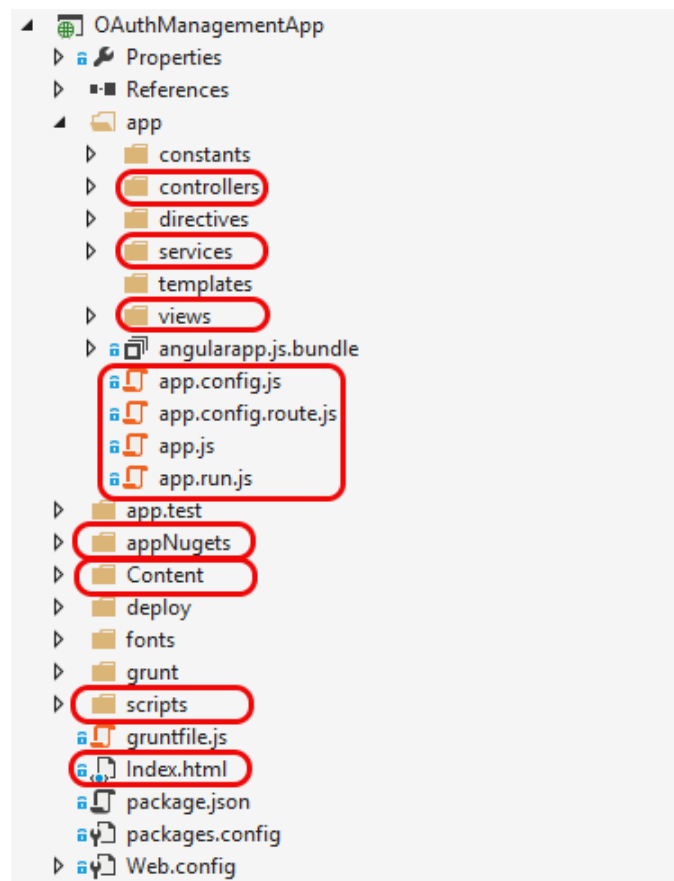 OAuthManagementApp
Properties
References
app
constants
controllers
directives
services
templates
views
angularapp.js.bundle
app.config.js
app.config.route.js
app.js
app.run.js
app.test
appNugets
Content
deploy
fonts
grunt
scripts
gruntfile.js
Index.html
package.json
packages.config
Web.config